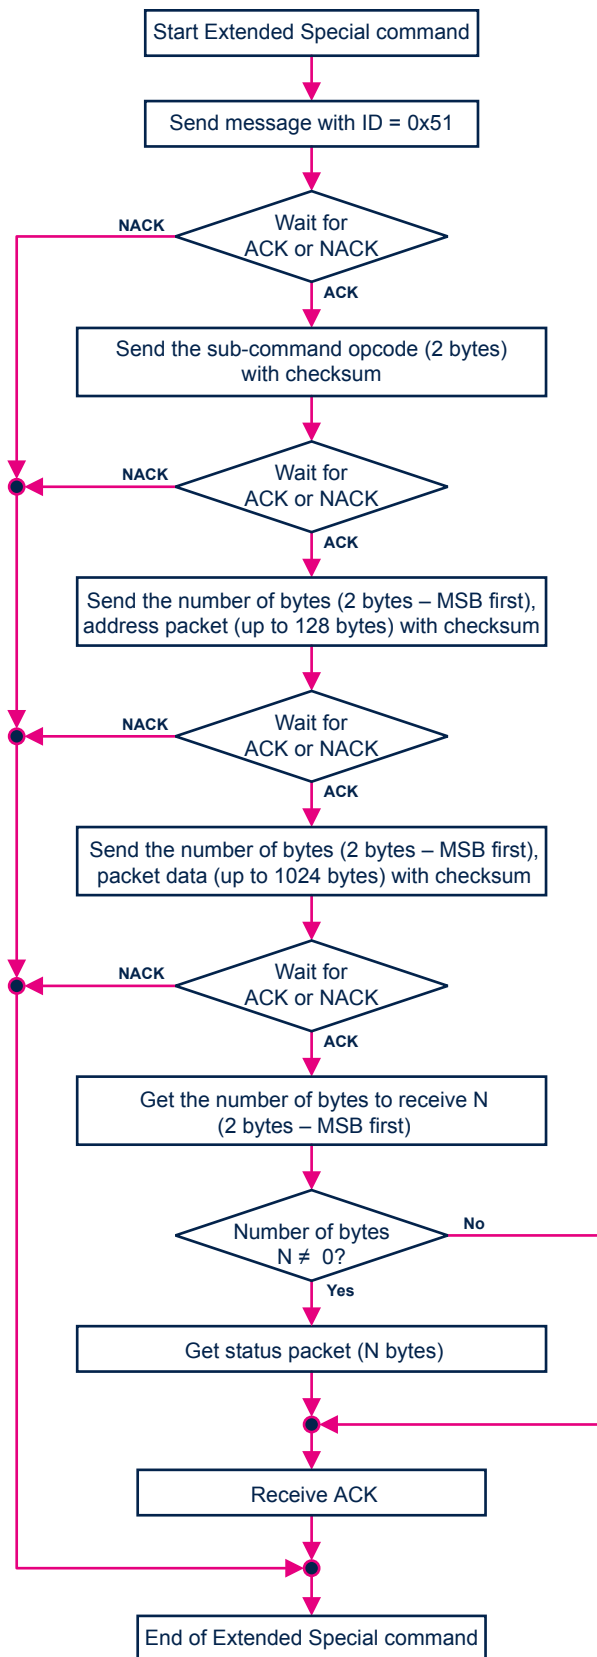 Start Extended Special command
Send message with ID = 0x51
Wait for
ACK or NACK
NACK
ACK
Send the sub-command opcode (2 bytes)
with checksum
Wait for
ACK or NACK
NACK
ACK
Send the number of bytes (2 bytes – MSB first),
address packet (up to 128 bytes) with checksum
Wait for
ACK or NACK
NACK
ACK
Send the number of bytes (2 bytes – MSB first),
packet data (up to 1024 bytes) with checksum
Wait for
ACK or NACK
NACK
ACK
Get the number of bytes to receive N
(2 bytes – MSB first)
Number of bytes
N ≠ 0?
No
Yes
Get status packet (N bytes)
Receive ACK
End of Extended Special command